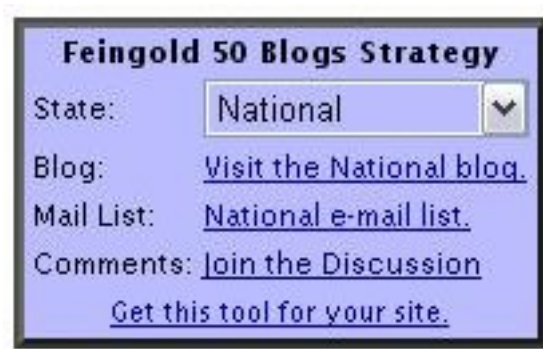 Feingold 50 Blogs Strategy
State: National
Blog: Visit the National blog.
Mail List: National e-mail list.
Comments: Join the Discussion
Get this tool for your site.